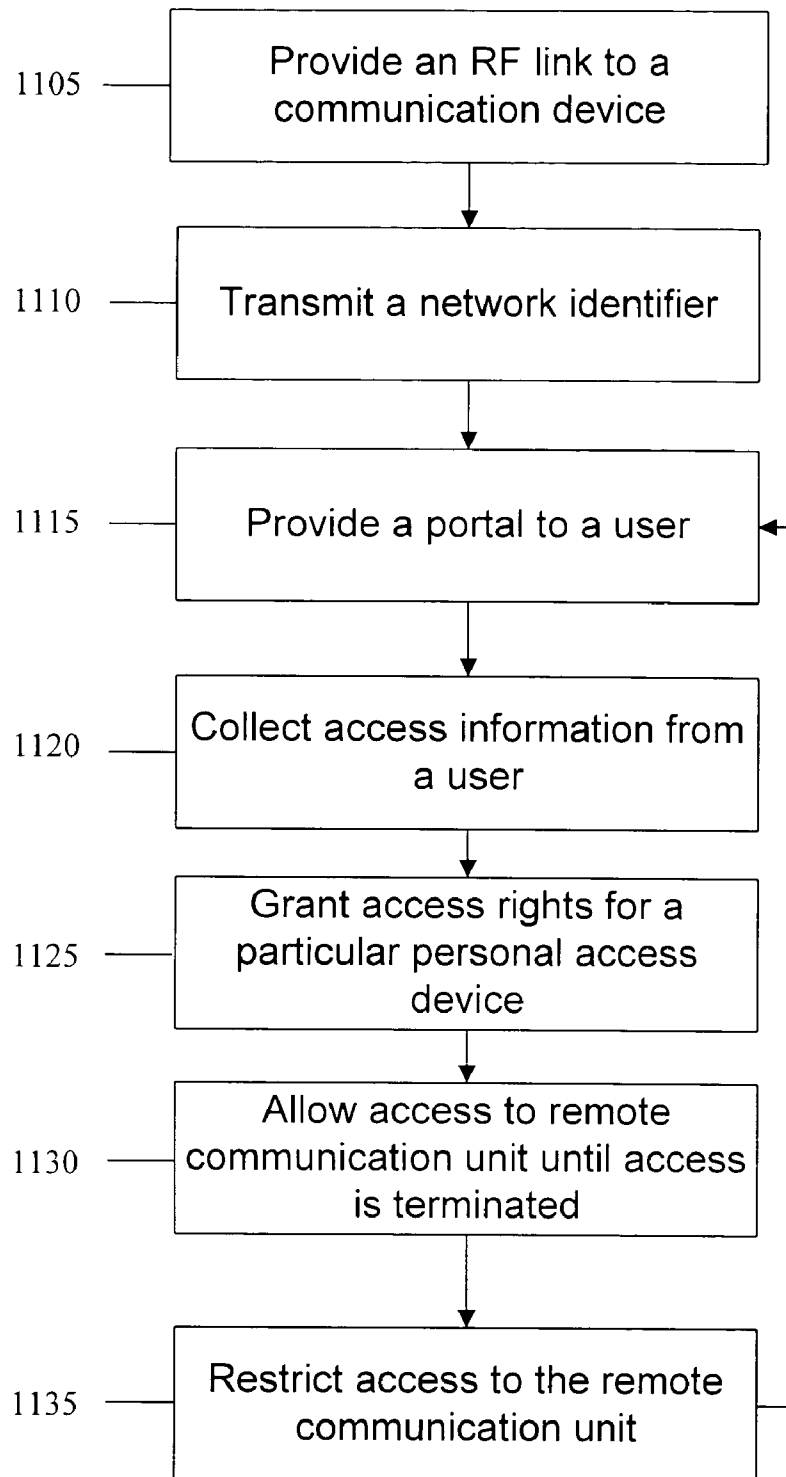 1105
Provide an RF link to a
communication device
1110
Transmit a network identifier
1115
Provide a portal to a user
1120
Collect access information from
a user
1125
Grant access rights for a
particular personal access
device
1130
Allow access to remote
communication unit until access
is terminated
1135
Restrict access to the remote
communication unit